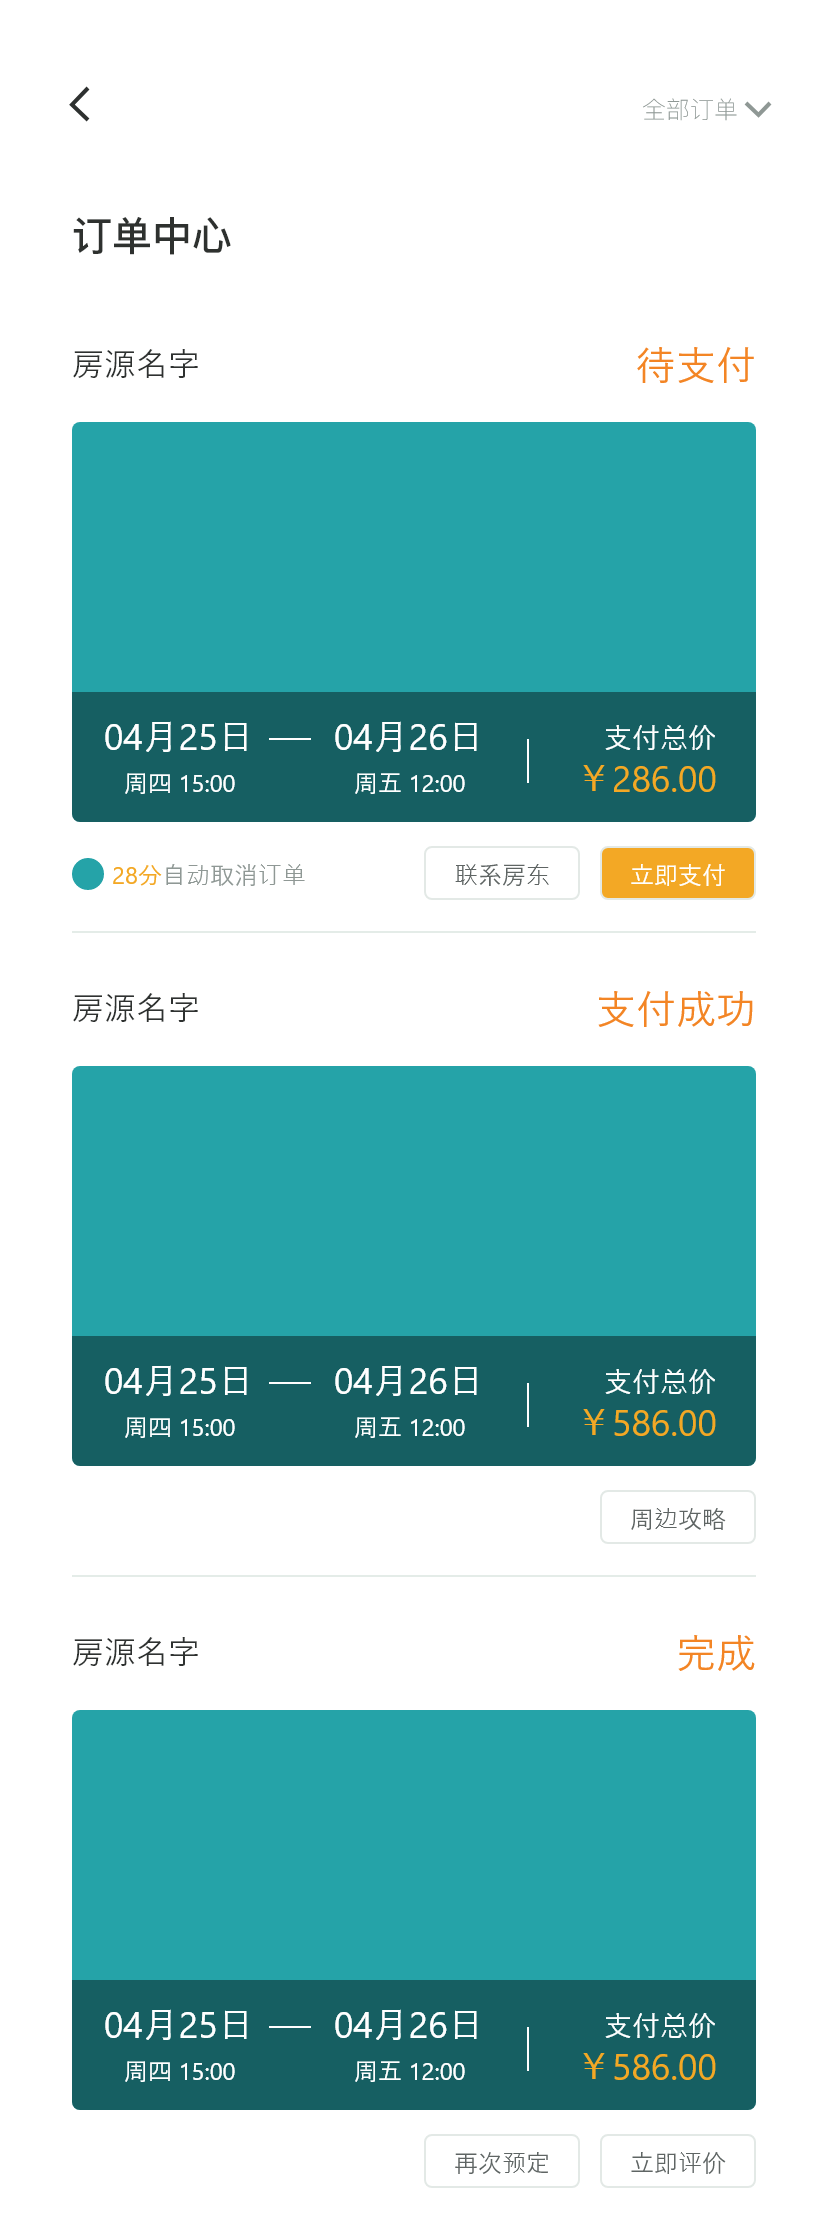 全部订单
订单中心
房源名字 待支付
04月25日 — 04月26日 支付总价
周四 15:00 周五 12:00 ￥286.00
28分自动取消订单 联系房东 立即支付
房源名字 支付成功
04月25日 — 04月26日 支付总价
周四 15:00 周五 12:00 ￥586.00
周边攻略
房源名字 完成
04月25日 — 04月26日 支付总价
周四 15:00 周五 12:00 ￥586.00
再次预定 立即评价